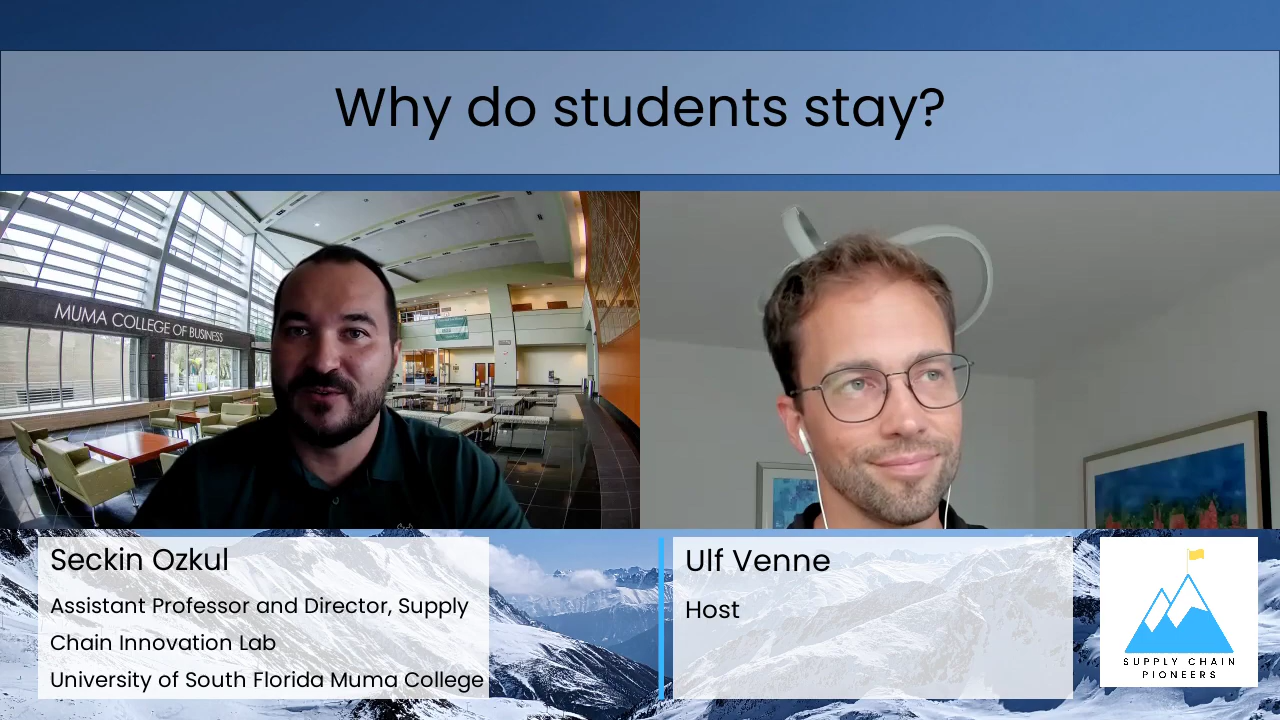 Why do students stay?
MUMA COLLEGE OF BUSINESS
Seckin Ozkul
Assistant Professor and Director, Supply
Chain Innovation Lab
University of South Florida Muma College
Ulf Venne
Host
SUPPLY CHAIN
PIONEERS